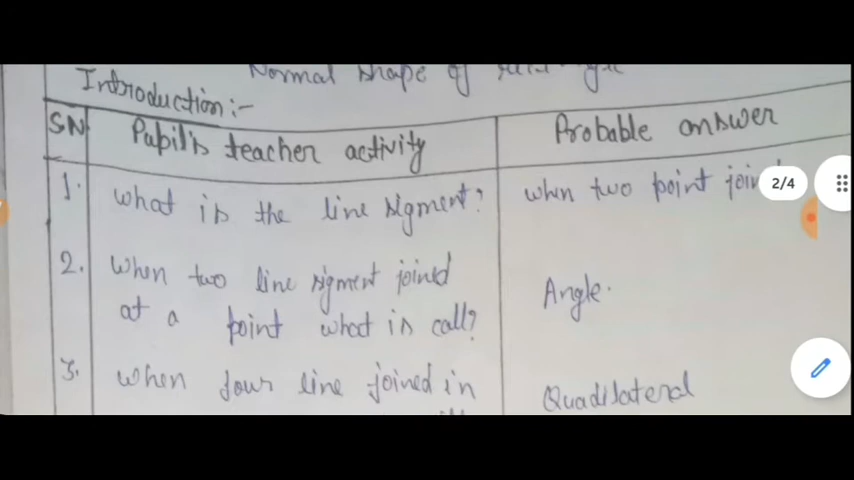 Normal shape of
Introduction:-
SN Pupil's teacher activity Probable answer
1. What is the line sigment? when two point join
2/4
2. When two line sigment joined
at a point what is call? Angle.
3. When four line joined in Quadilateral